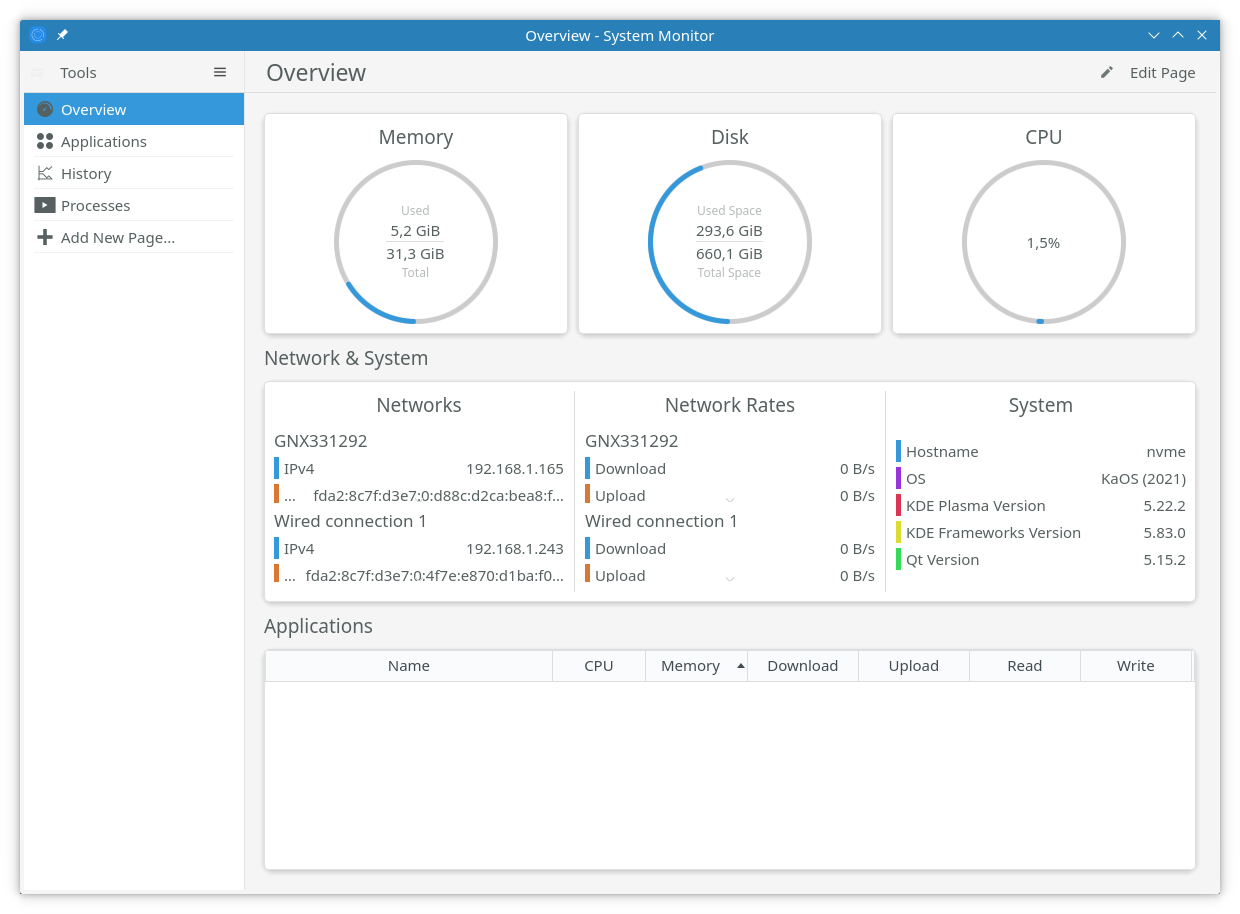 Overview - System Monitor
Tools
Overview
Edit Page
Overview
Applications
History
Processes
Add New Page...
Memory
Used
5,2 GiB
31,3 GiB
Total
Disk
Used Space
293,6 GiB
660,1 GiB
Total Space
CPU
1,5%
Network & System
Networks
GNX331292
IPv4 192.168.1.165
... fda2:8c7f:d3e7:0:d88c:d2ca:bea8:f...
Wired connection 1
IPv4 192.168.1.243
... fda2:8c7f:d3e7:0:4f7e:e870:d1ba:f0...
Network Rates
GNX331292
Download 0 B/s
Upload 0 B/s
Wired connection 1
Download 0 B/s
Upload 0 B/s
System
Hostname nvme
OS KaOS (2021)
KDE Plasma Version 5.22.2
KDE Frameworks Version 5.83.0
Qt Version 5.15.2
Applications
Name CPU Memory Download Upload Read Write